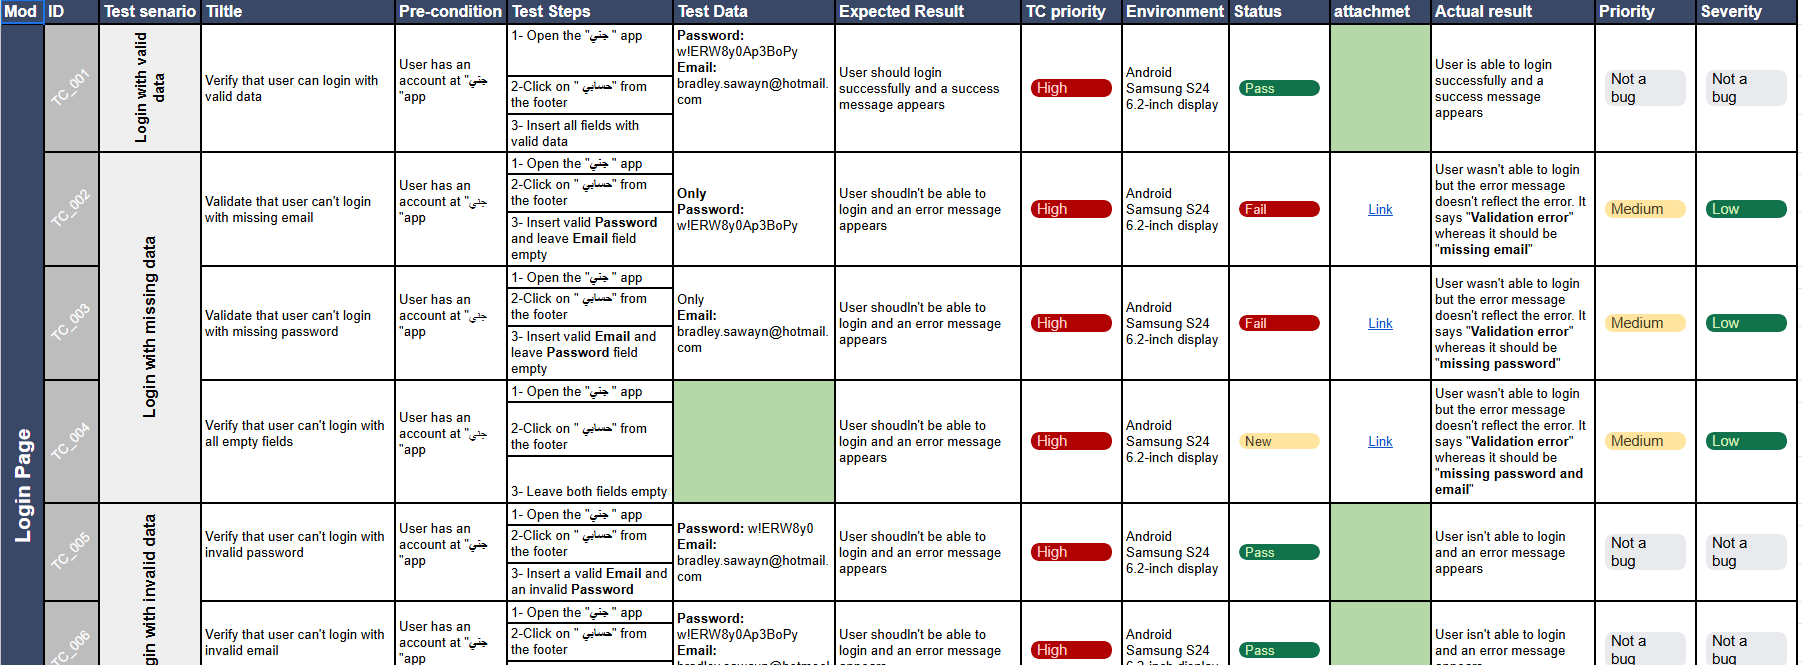 Mod ID Test senario Tiltle Pre-condition Test Steps Test Data Expected Result TC priority Environment Status attachmet Actual result Priority Severity
Login Page
TC_001
Login with valid
data
Verify that user can login with
valid data
User has an
account at "جني
"app
1- Open the "جني" app
2-Click on " حسابي" from
the footer
3- Insert all fields with
valid data
Password:
w!ERW8y0Ap3BoPy
Email:
bradley.sawayn@hotmail.
com
User should login
successfully and a success
message appears
High
Android
Samsung S24
6.2-inch display
Pass
User is able to login
successfully and a
success message
appears
Not a
bug
Not a
bug
TC_002
Login with missing data
Validate that user can't login
with missing email
User has an
account at "جني
"app
1- Open the "جني" app
2-Click on " حسابي" from
the footer
3- Insert valid Password
and leave Email field
empty
Only
Password:
w!ERW8y0Ap3BoPy
User shoudln't be able to
login and an error message
appears
High
Android
Samsung S24
6.2-inch display
Fail
Link
User wasn't able to login
but the error message
doesn't reflect the error. It
says "Validation error"
whereas it should be
"missing email"
Medium
Low
TC_003
Validate that user can't login
with missing password
User has an
account at "جني
"app
1- Open the "جني" app
2-Click on " حسابي" from
the footer
3- Insert valid Email and
leave Password field
empty
Only
Email:
bradley.sawayn@hotmail.
com
User shoudln't be able to
login and an error message
appears
High
Android
Samsung S24
6.2-inch display
Fail
Link
User wasn't able to login
but the error message
doesn't reflect the error. It
says "Validation error"
whereas it should be
"missing password"
Medium
Low
TC_004
Verify that user can't login with
all empty fields
User has an
account at "جني
"app
1- Open the "جني" app
2-Click on " حسابي" from
the footer
3- Leave both fields empty
User shoudln't be able to
login and an error message
appears
High
Android
Samsung S24
6.2-inch display
New
Link
User wasn't able to login
but the error message
doesn't reflect the error. It
says "Validation error"
whereas it should be
"missing password and
email"
Medium
Low
TC_005
gin with invalid data
Verify that user can't login with
invalid password
User has an
account at "جني
"app
1- Open the "جني" app
2-Click on " حسابي" from
the footer
3- Insert a valid Email and
an invalid Password
Password: w!ERW8y0
Email:
bradley.sawayn@hotmail.
com
User shoudln't be able to
login and an error message
appears
High
Android
Samsung S24
6.2-inch display
Pass
User isn't able to login
and an error message
appears
Not a
bug
Not a
bug
TC_006
Verify that user can't login with
invalid email
User has an
account at "جني
"app
1- Open the "جني" app
2-Click on " حسابي" from
the footer
Password:
w!ERW8y0Ap3BoPy
Email:
bradley.sawayn@hotmail
User shoudln't be able to
login and an error message
appears
High
Android
Samsung S24
6.2-inch display
Pass
User isn't able to login
and an error message
appears
Not a
bug
Not a
bug